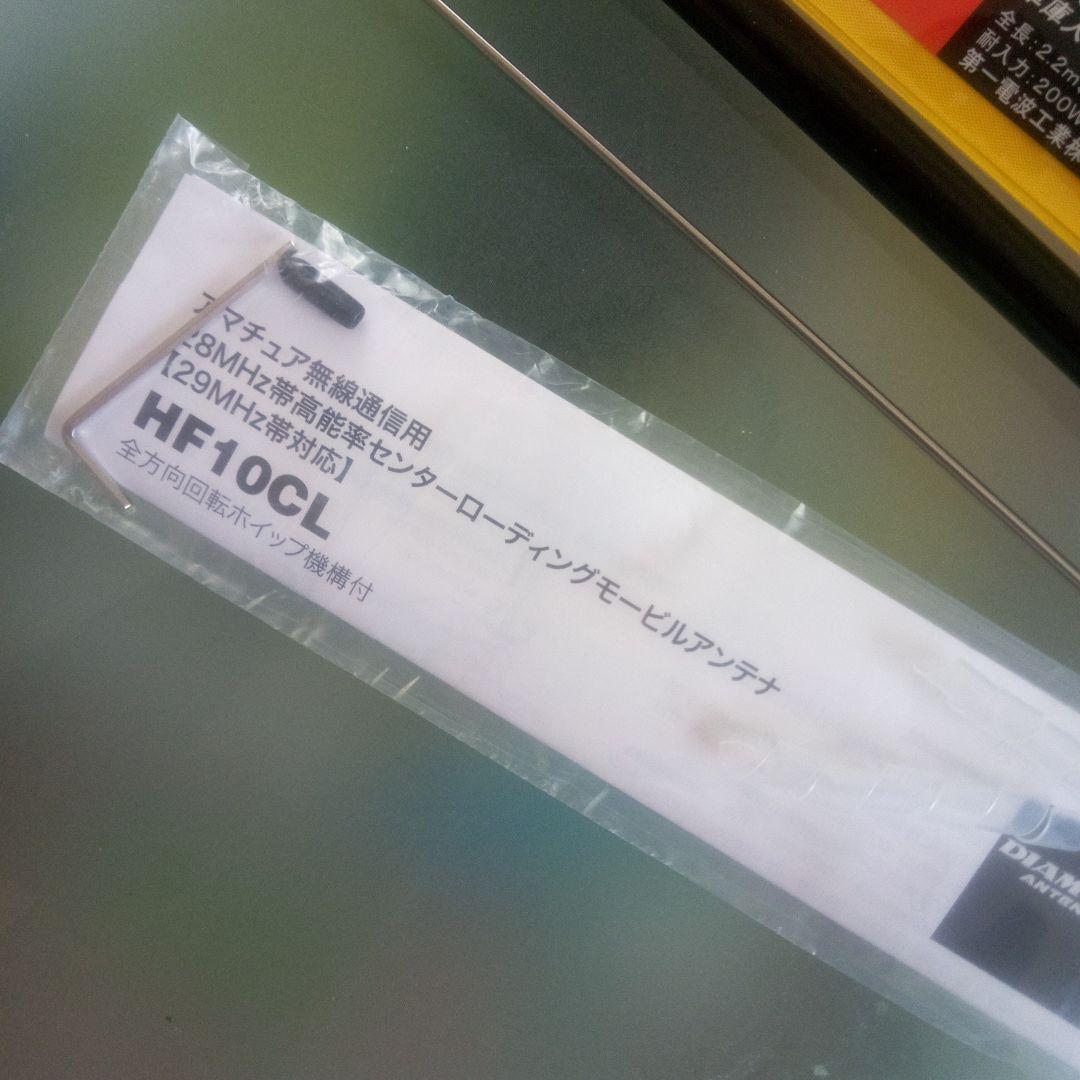 アマチュア無線通信用
28MHz帯高能率センターローディングモービルアンテナ
【29MHz帯対応】
HF10CL
全方向回転ホイップ機構付
全長:2.2m
耐入力:200W
第一電波工業株